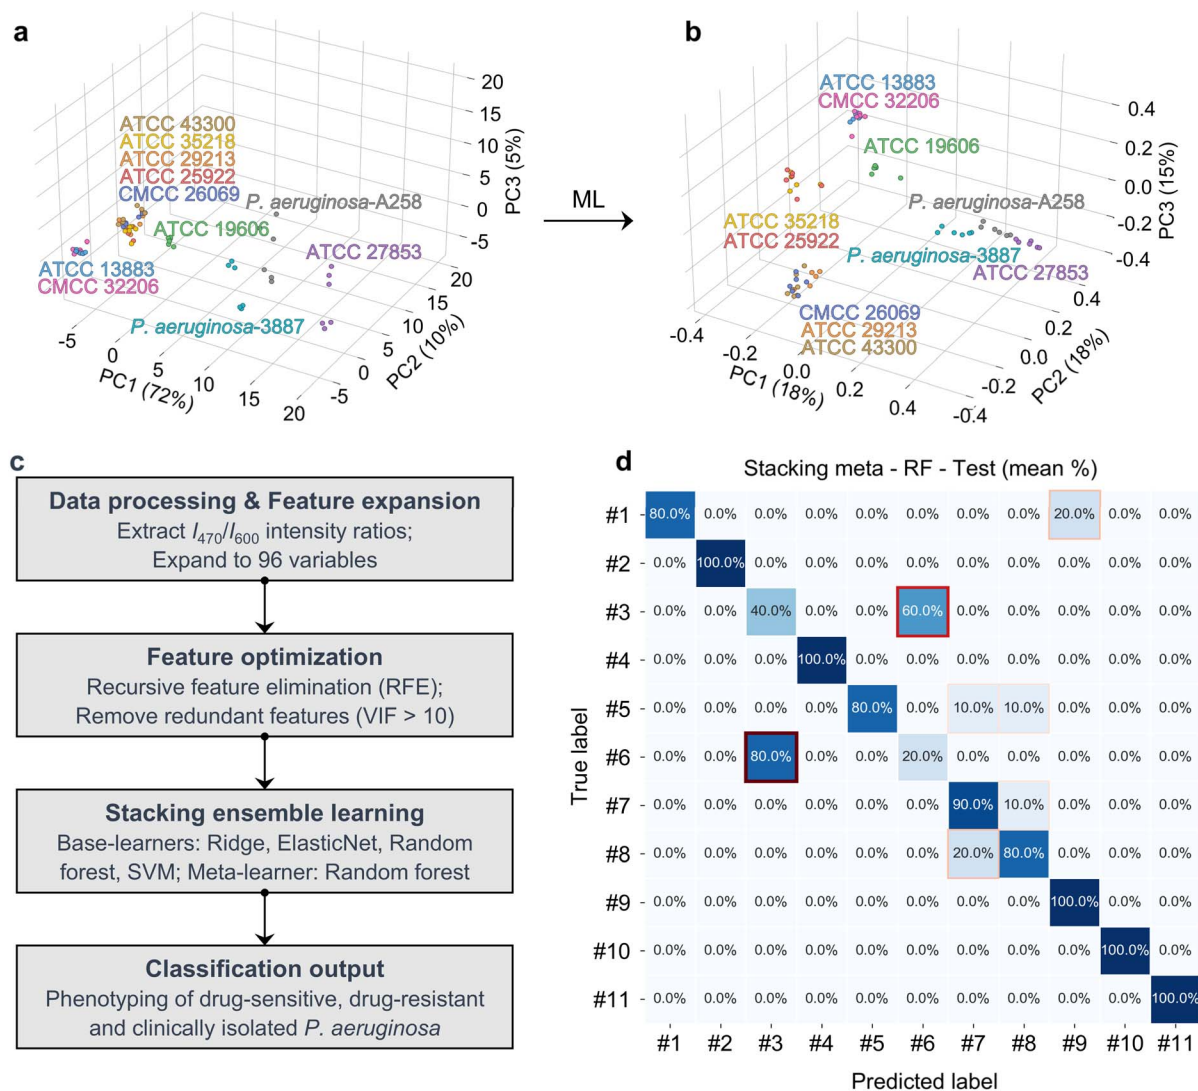 a
ATCC 43300
ATCC 35218
ATCC 29213
ATCC 25922
CMCC 26069
P. aeruginosa-A258
ATCC 19606
ATCC 27853
ATCC 13883
CMCC 32206
P. aeruginosa-3887
20
15
10
5
0
-5
PC3 (5%)
-5
0
5
10
15
20
PC1 (72%)
20
15
10
5
0
-5
PC2 (10%)
ML
b
ATCC 13883
CMCC 32206
ATCC 19606
P. aeruginosa-A258
ATCC 35218
ATCC 25922
P. aeruginosa-3887
ATCC 27853
CMCC 26069
ATCC 29213
ATCC 43300
0.4
0.2
0.0
-0.2
-0.4
PC3 (15%)
-0.4
-0.2
0.0
0.2
0.4
PC1 (18%)
0.4
0.2
0.0
-0.2
-0.4
PC2 (18%)
c
Data processing & Feature expansion
Extract I470/I600 intensity ratios;
Expand to 96 variables
Feature optimization
Recursive feature elimination (RFE);
Remove redundant features (VIF > 10)
Stacking ensemble learning
Base-learners: Ridge, ElasticNet, Random
forest, SVM; Meta-learner: Random forest
Classification output
Phenotyping of drug-sensitive, drug-resistant
and clinically isolated P. aeruginosa
d
Stacking meta - RF - Test (mean %)
True label
#1 80.0% 0.0% 0.0% 0.0% 0.0% 0.0% 0.0% 0.0% 20.0% 0.0% 0.0%
#2 0.0% 100.0% 0.0% 0.0% 0.0% 0.0% 0.0% 0.0% 0.0% 0.0% 0.0%
#3 0.0% 0.0% 40.0% 0.0% 0.0% 60.0% 0.0% 0.0% 0.0% 0.0% 0.0%
#4 0.0% 0.0% 0.0% 100.0% 0.0% 0.0% 0.0% 0.0% 0.0% 0.0% 0.0%
#5 0.0% 0.0% 0.0% 0.0% 80.0% 0.0% 10.0% 10.0% 0.0% 0.0% 0.0%
#6 0.0% 0.0% 80.0% 0.0% 0.0% 20.0% 0.0% 0.0% 0.0% 0.0% 0.0%
#7 0.0% 0.0% 0.0% 0.0% 0.0% 0.0% 90.0% 10.0% 0.0% 0.0% 0.0%
#8 0.0% 0.0% 0.0% 0.0% 0.0% 0.0% 20.0% 80.0% 0.0% 0.0% 0.0%
#9 0.0% 0.0% 0.0% 0.0% 0.0% 0.0% 0.0% 0.0% 100.0% 0.0% 0.0%
#10 0.0% 0.0% 0.0% 0.0% 0.0% 0.0% 0.0% 0.0% 0.0% 100.0% 0.0%
#11 0.0% 0.0% 0.0% 0.0% 0.0% 0.0% 0.0% 0.0% 0.0% 0.0% 100.0%
#1 #2 #3 #4 #5 #6 #7 #8 #9 #10 #11
Predicted label